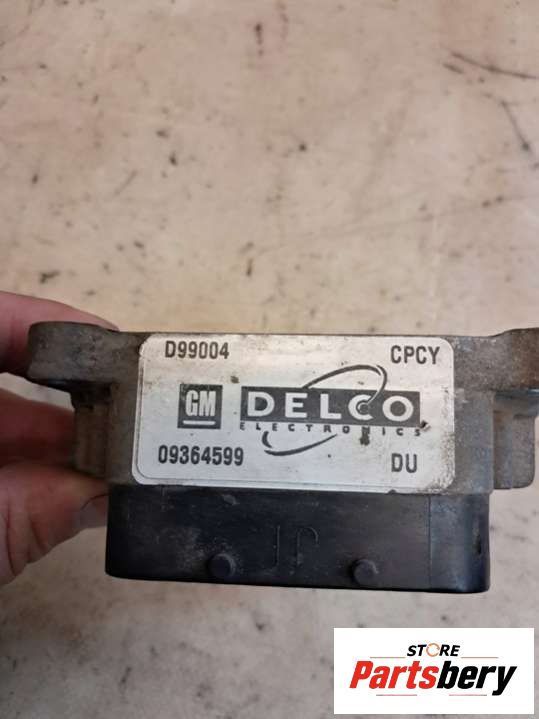 D99004 CPCY
GM DELCO
ELECTRONICS
09364599 DU
STORE
Partsbery